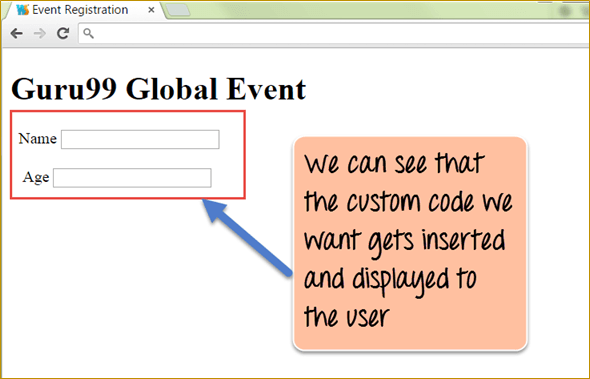 Event Registration
Guru99 Global Event
Name
Age
We can see that
the custom code we
want gets inserted
and displayed to
the user